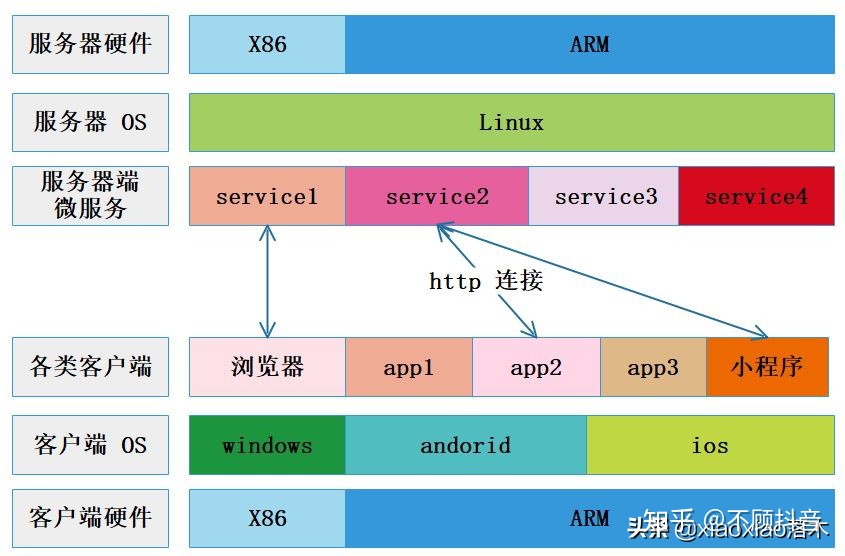 服务器硬件 X86 ARM
服务器 OS Linux
服务器端
微服务 service1 service2 service3 service4
http 连接
各类客户端 浏览器 app1 app2 app3 小程序
客户端 OS windows andorid ios
客户端硬件 X86 ARM
知乎 @不顾抖音
头条 @xiaoxiao洛木